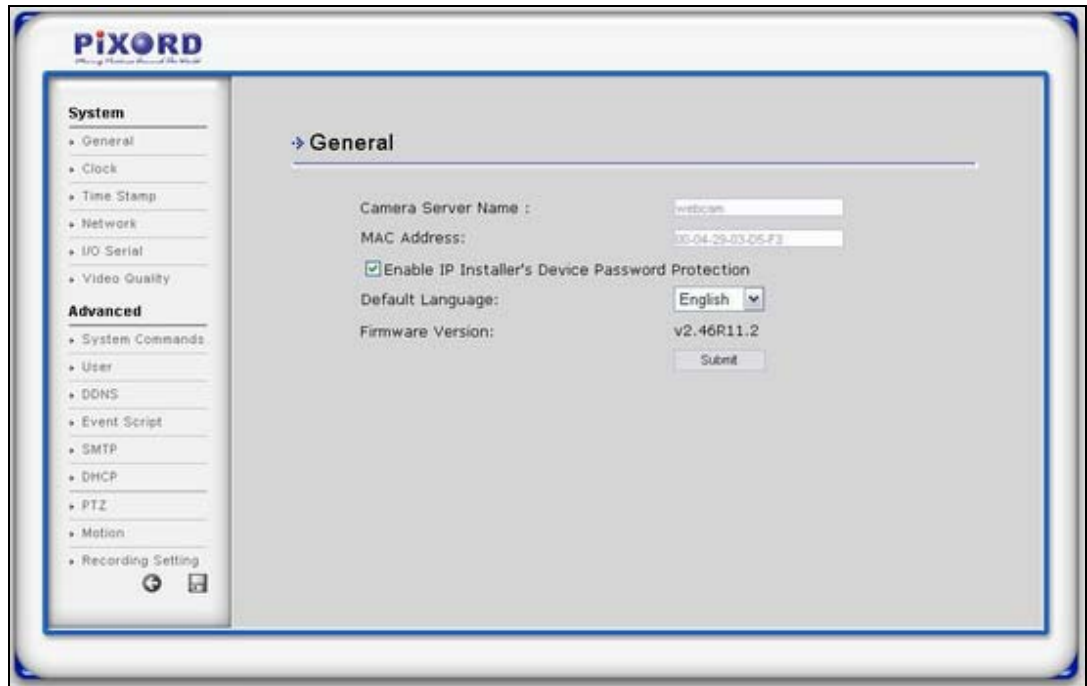 PiXORD
System
General
Clock
Time Stamp
Network
I/O Serial
Video Quality
Advanced
System Commands
User
DDNS
Event Script
SMTP
DHCP
PTZ
Motion
Recording Setting
General
Camera Server Name : webcam
MAC Address: 00-04-29-03-D5-F3
Enable IP Installer's Device Password Protection
Default Language: English
Firmware Version: v2.46R11.2
Submit